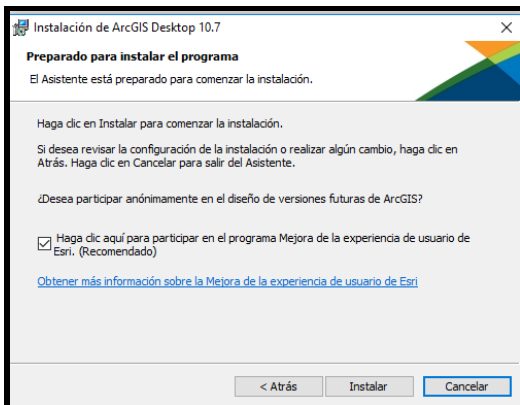 Instalación de ArcGIS Desktop 10.7
Preparado para instalar el programa
El Asistente está preparado para comenzar la instalación.
Haga clic en Instalar para comenzar la instalación.
Si desea revisar la configuración de la instalación o realizar algún cambio, haga clic en
Atrás. Haga clic en Cancelar para salir del Asistente.
¿Desea participar anónimamente en el diseño de versiones futuras de ArcGIS?
Haga clic aquí para participar en el programa Mejora de la experiencia de usuario de
Esri. (Recomendado)
Obtener más información sobre la Mejora de la experiencia de usuario de Esri
< Atrás
Instalar
Cancelar